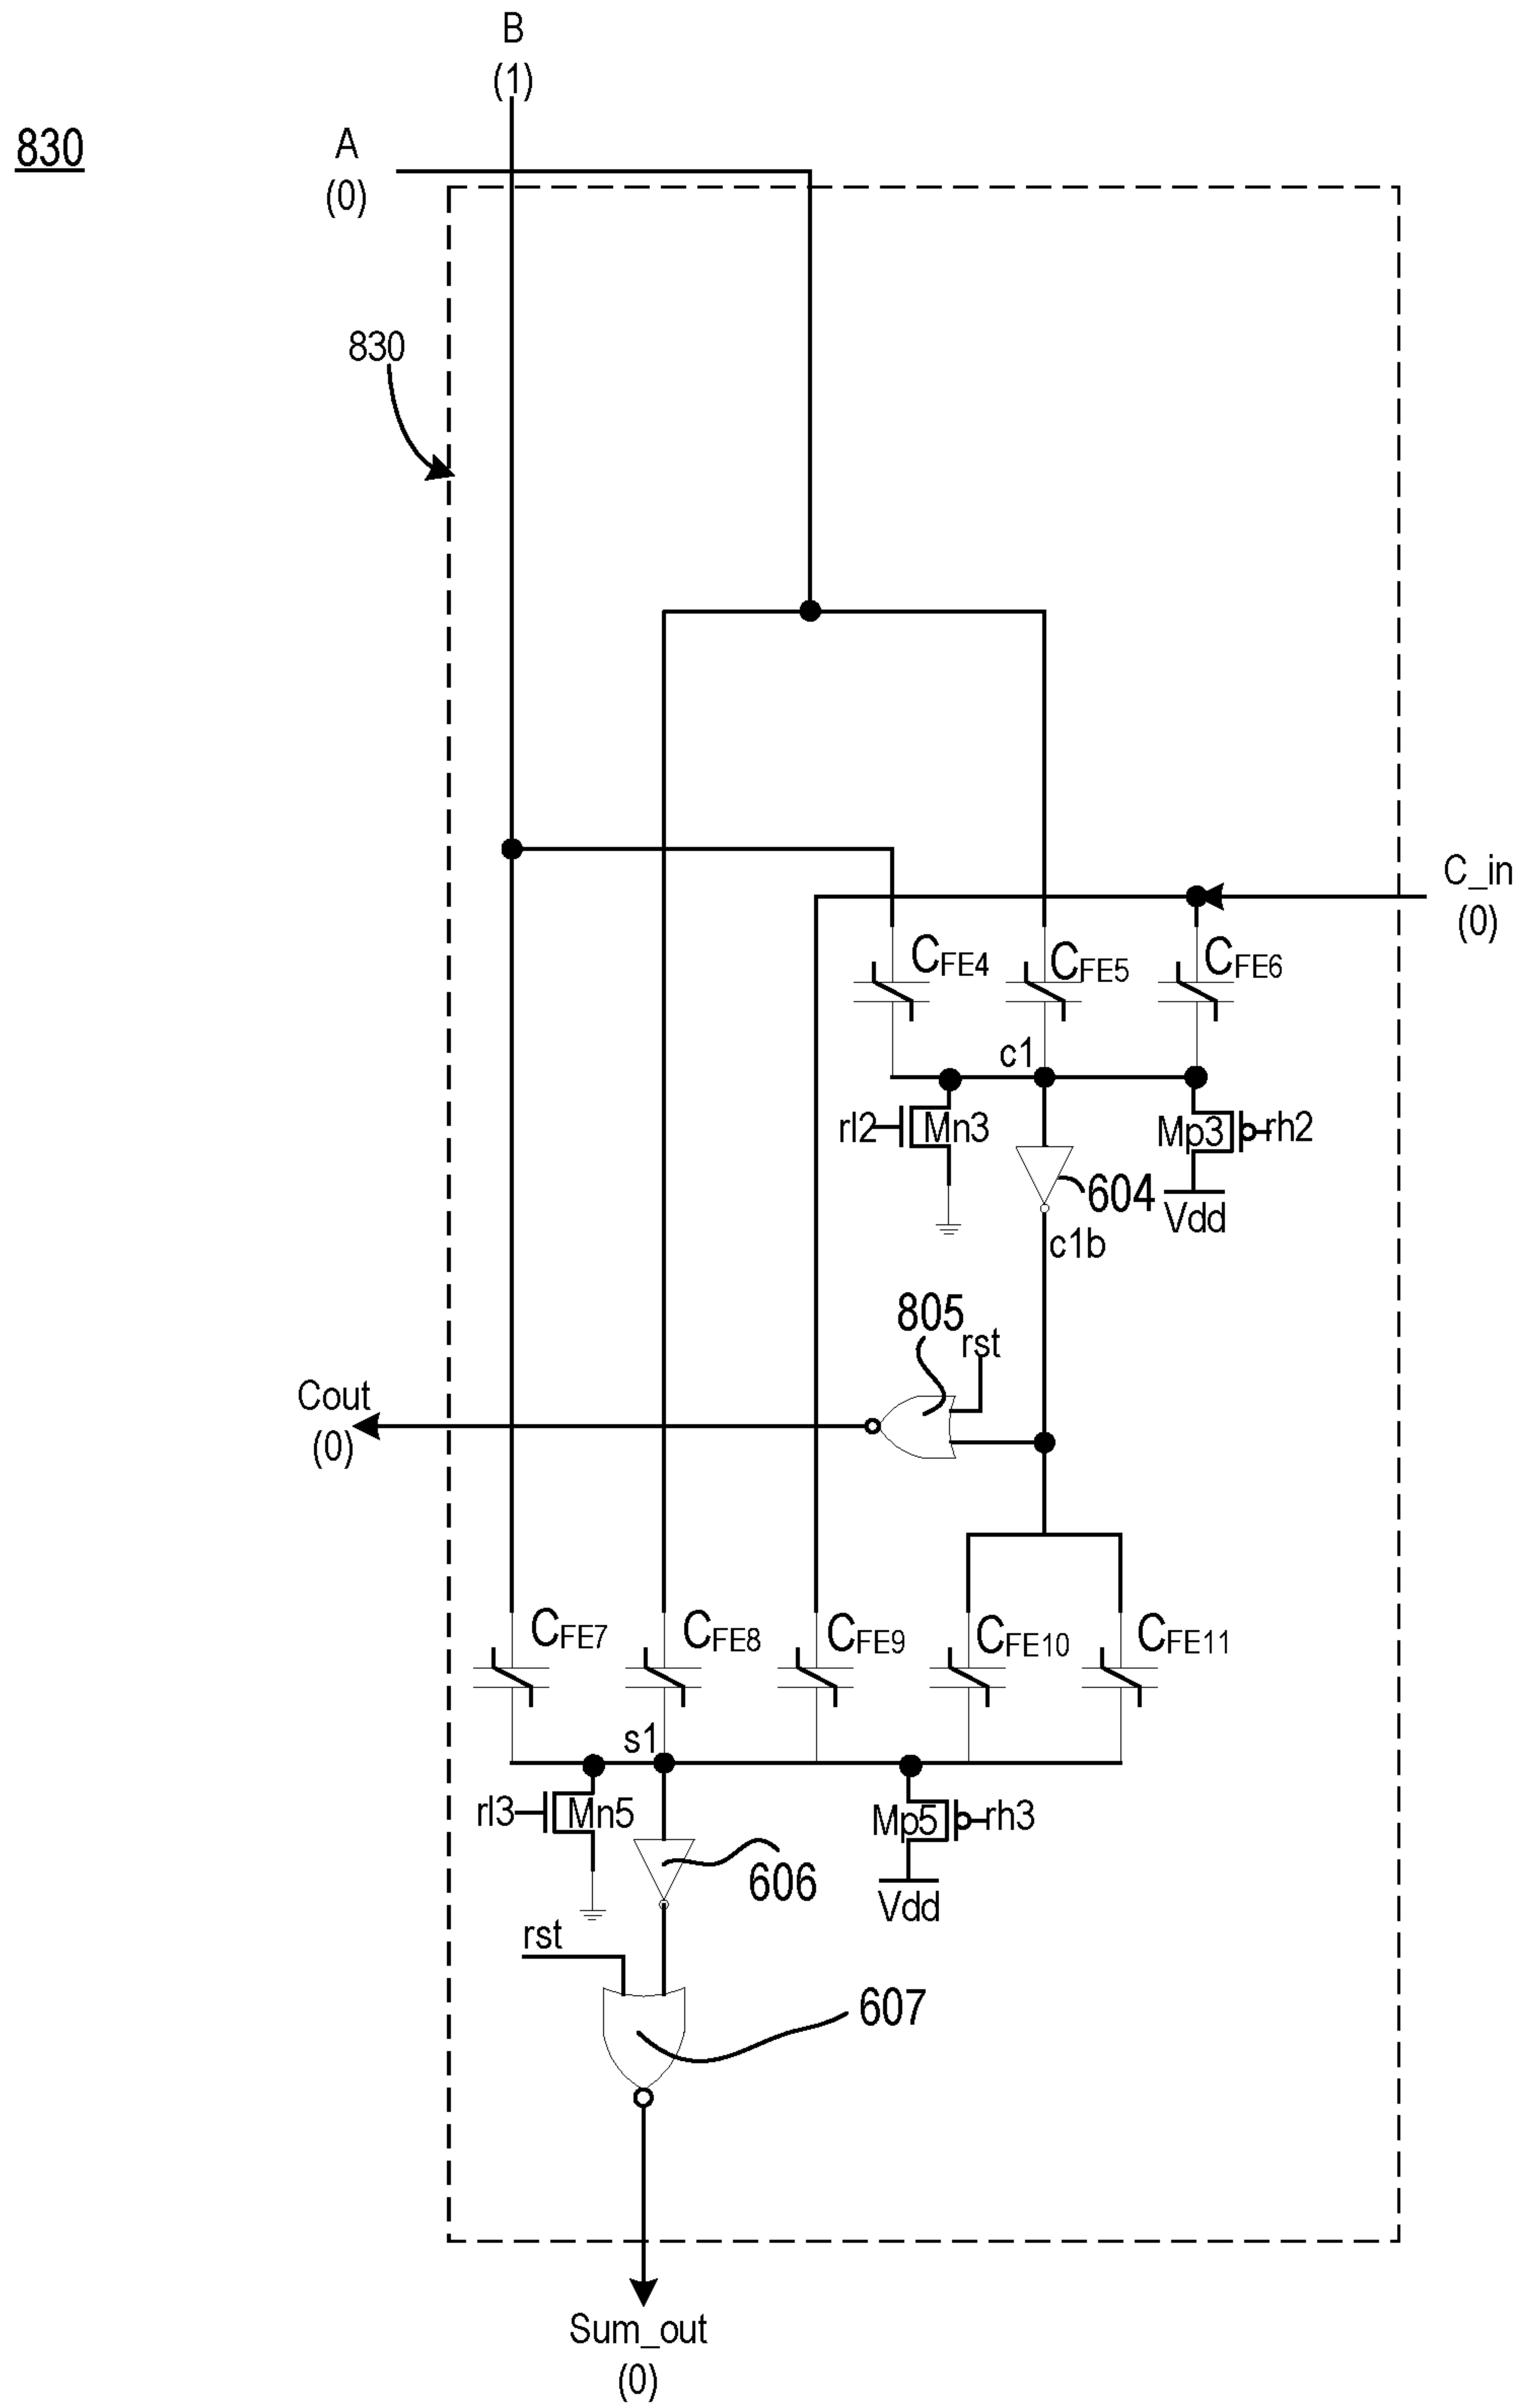 B
(1)
830
A
(0)
830
C_in
(0)
CFE4
CFE5
CFE6
c1
rl2
Mn3
Mp3
rh2
604
Vdd
c1b
805
rst
Cout
(0)
CFE7
CFE8
CFE9
CFE10
CFE11
s1
rl3
Mn5
Mp5
rh3
606
Vdd
rst
607
Sum_out
(0)